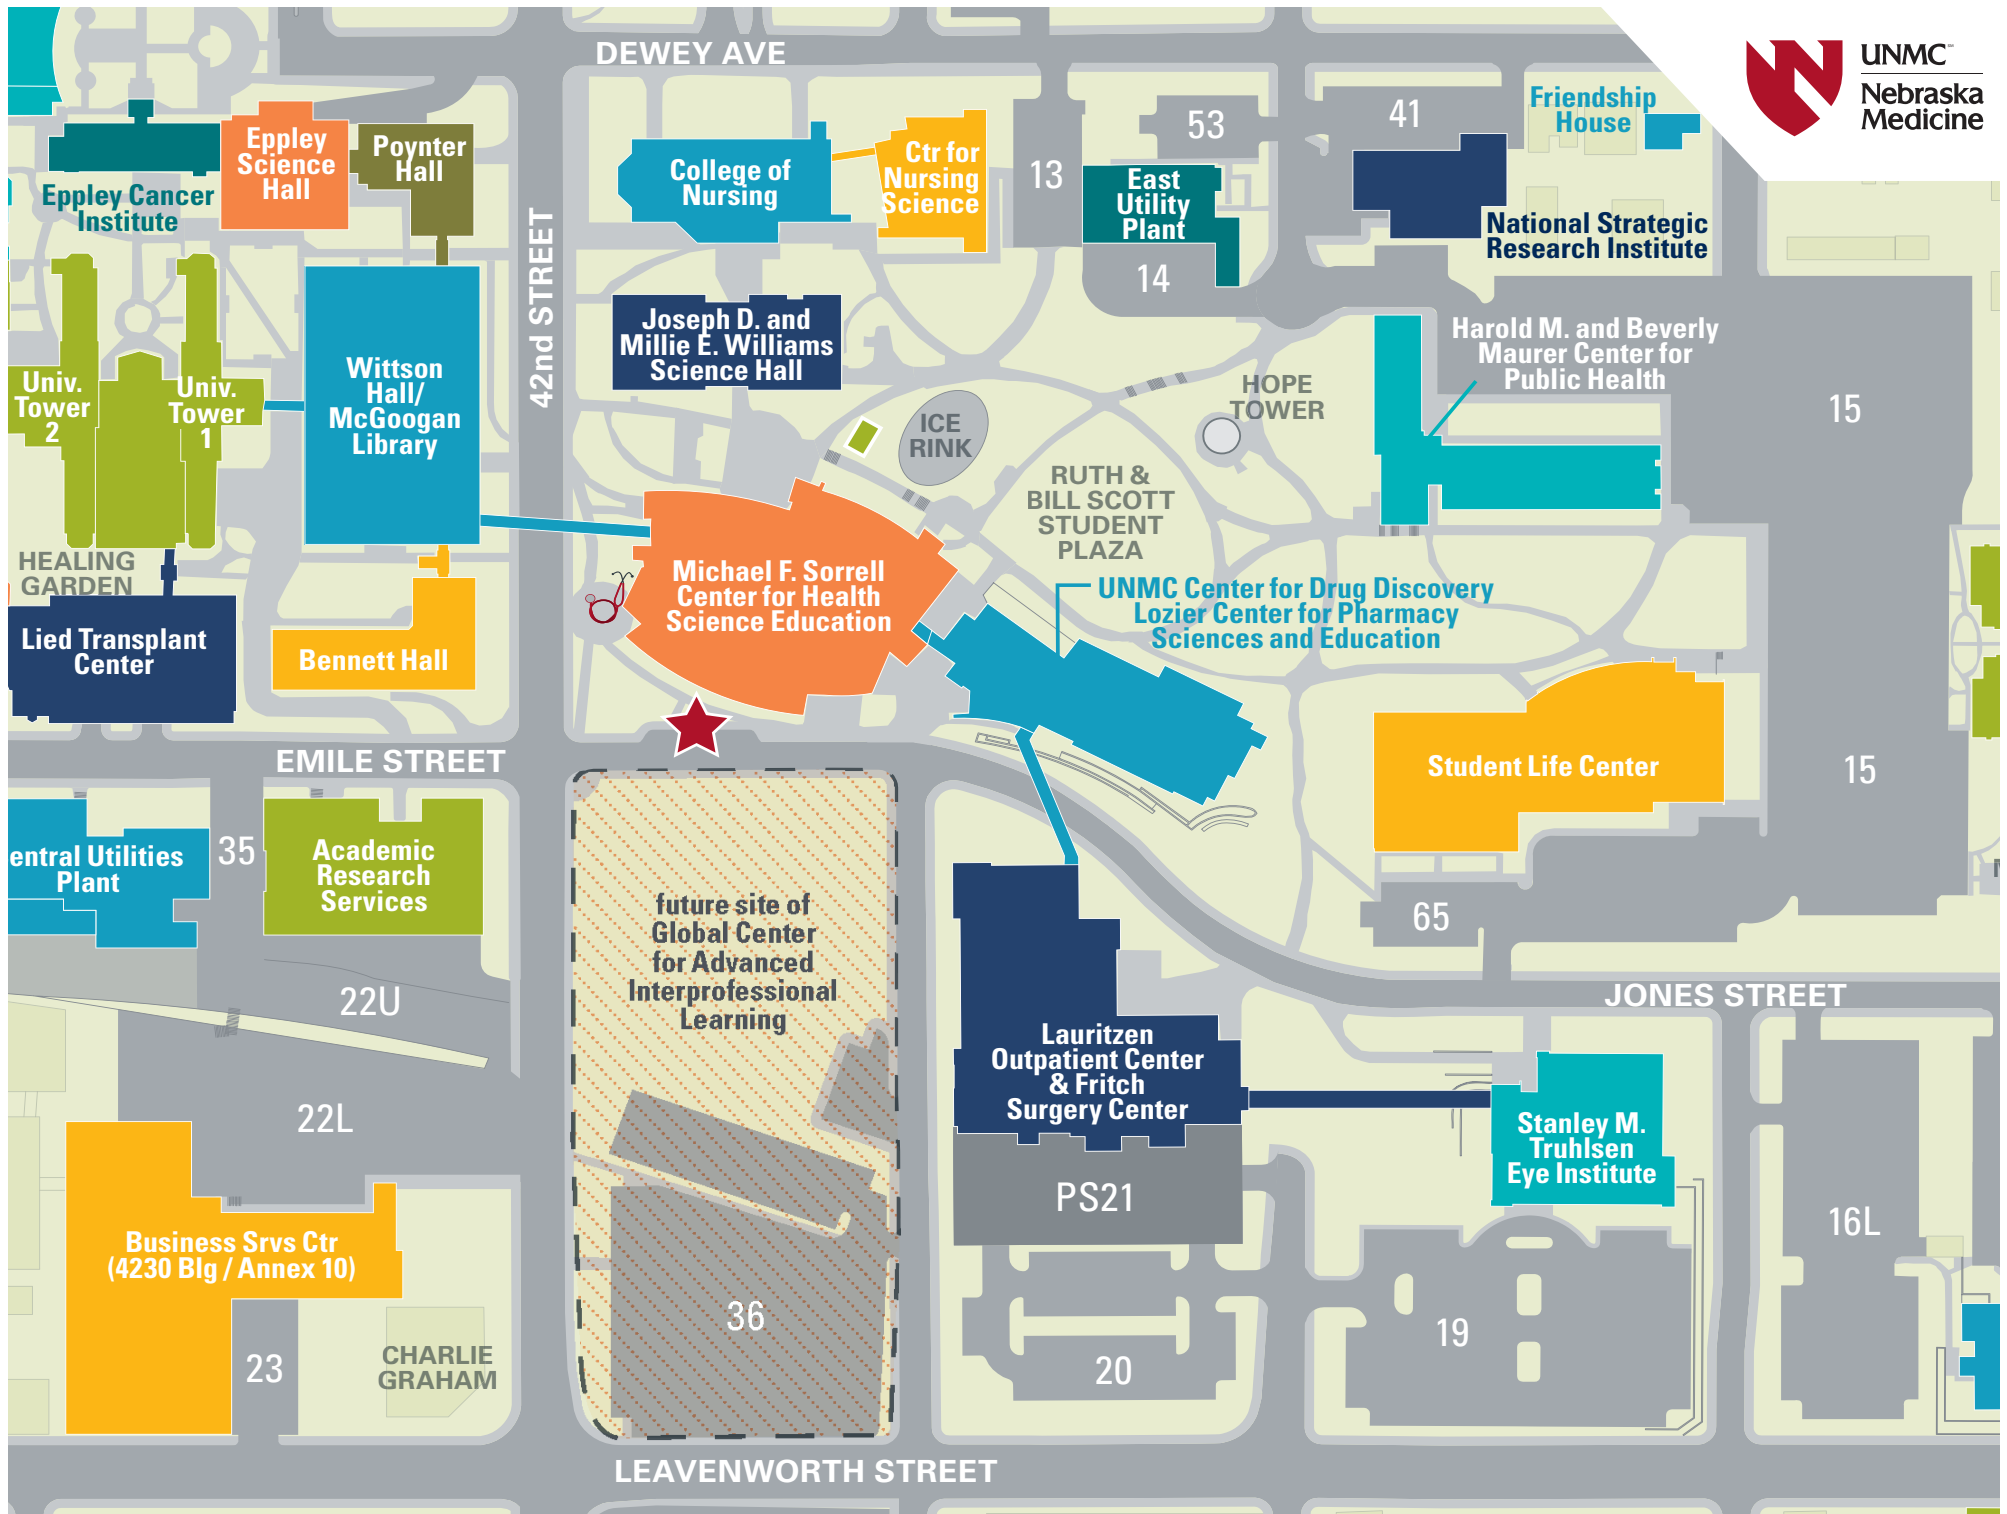 DEWEY AVE
UNMC
Nebraska
Medicine
Friendship
House
41
53
13
Eppley
Science
Hall
Poynter
Hall
Eppley Cancer
Institute
College of
Nursing
Ctr for
Nursing
Science
East
Utility
Plant
14
National Strategic
Research Institute
42nd STREET
Joseph D. and
Millie E. Williams
Science Hall
Harold M. and Beverly
Maurer Center for
Public Health
Univ.
Tower
2
Univ.
Tower
1
Wittson
Hall/
McGoogan
Library
ICE
RINK
HOPE
TOWER
15
RUTH &
BILL SCOTT
STUDENT
PLAZA
HEALING
GARDEN
Michael F. Sorrell
Center for Health
Science Education
UNMC Center for Drug Discovery
Lozier Center for Pharmacy
Sciences and Education
Lied Transplant
Center
Bennett Hall
EMILE STREET
Student Life Center
15
entral Utilities
Plant
35
Academic
Research
Services
future site of
Global Center
for Advanced
Interprofessional
Learning
65
22U
JONES STREET
22L
Lauritzen
Outpatient Center
& Fritch
Surgery Center
Stanley M.
Truhlsen
Eye Institute
PS21
16L
Business Srvs Ctr
(4230 Blg / Annex 10)
36
19
23
CHARLIE
GRAHAM
20
LEAVENWORTH STREET